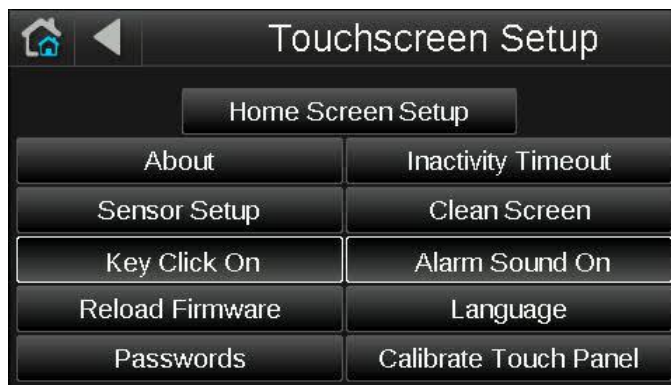 Touchscreen Setup
Home Screen Setup
About
Inactivity Timeout
Sensor Setup
Clean Screen
Key Click On
Alarm Sound On
Reload Firmware
Language
Passwords
Calibrate Touch Panel